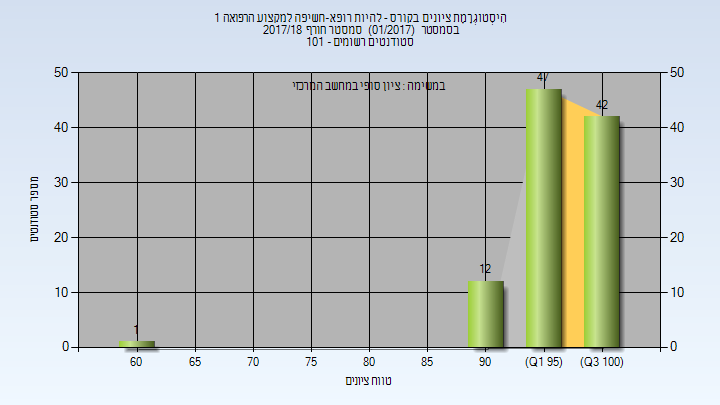 היסטוגרמת ציונים בקורס - להיות רופא-חשיפה למקצוע הרפואה 1
בסמסטר (01/2017) סמסטר חורף 2017/18
סטודנטים רשומים - 101
במשימה : ציון סופי במחשב המרכזי
50 50
40 40
30 30
20 20
10 10
0 0
מספר סטודנטים
1 12 47 42
60 65 70 75 80 85 90 (Q1 95) (Q3 100)
טווח ציונים